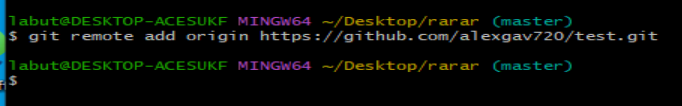 labut@DESKTOP-ACESUKF MINGW64 ~/Desktop/rarar (master)
$ git remote add origin https://github.com/alexgav720/test.git
labut@DESKTOP-ACESUKF MINGW64 ~/Desktop/rarar (master)
$